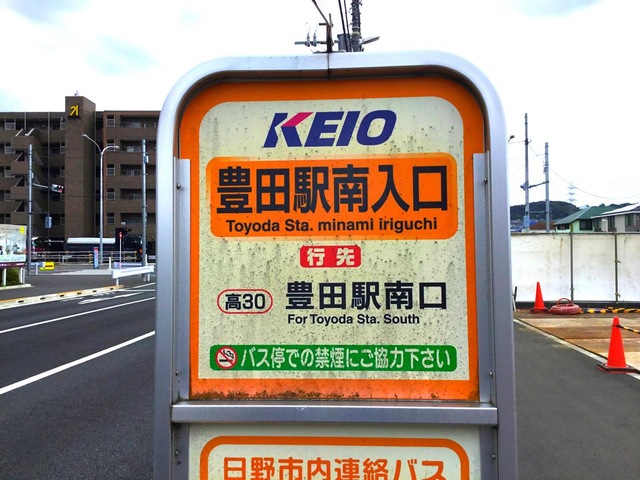 KEIO
豊田駅南入口
Toyoda Sta. minami iriguchi
行先
高30 豊田駅南口
For Toyoda Sta. South
バス停での禁煙にご協力下さい
日野市内連絡バス